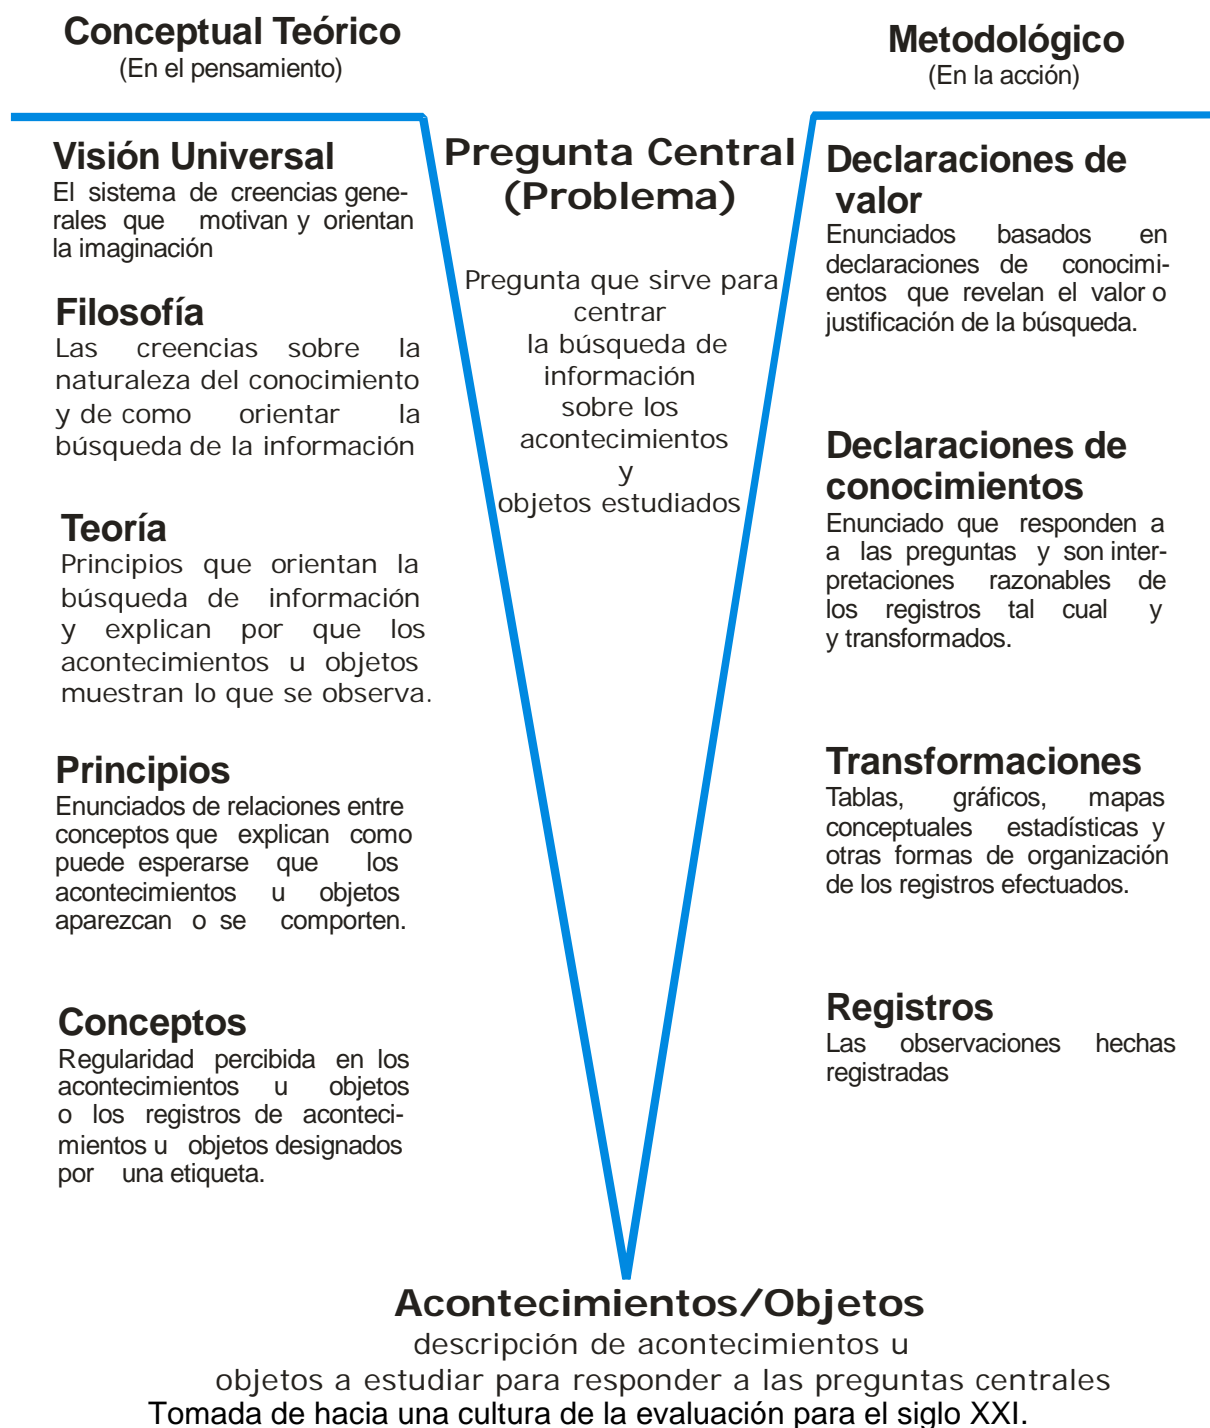 Conceptual Teórico
(En el pensamiento)
Visión Universal
El sistema de creencias gene-
rales que motivan y orientan
la imaginación
Filosofía
Las creencias sobre la
naturaleza del conocimiento
y de como orientar la
búsqueda de la información
Teoría
Principios que orientan la
búsqueda de información
y explican por que los
acontecimientos u objetos
muestran lo que se observa.
Principios
Enunciados de relaciones entre
conceptos que explican como
puede esperarse que los
acontecimientos u objetos
aparezcan o se comporten.
Conceptos
Regularidad percibida en los
acontecimientos u objetos
o los registros de aconteci-
mientos u objetos designados
por una etiqueta.
Pregunta Central
(Problema)
Pregunta que sirve para
centrar
la búsqueda de
información
sobre los
acontecimientos
y
objetos estudiados
Metodológico
(En la acción)
Declaraciones de
valor
Enunciados basados en
declaraciones de conocimi-
entos que revelan el valor o
justificación de la búsqueda.
Declaraciones de
conocimientos
Enunciado que responden a
a las preguntas y son inter-
pretaciones razonables de
los registros tal cual y
y transformados.
Transformaciones
Tablas, gráficos, mapas
conceptuales estadísticas y
otras formas de organización
de los registros efectuados.
Registros
Las observaciones hechas
registradas
Acontecimientos/Objetos
descripción de acontecimientos u
objetos a estudiar para responder a las preguntas centrales
Tomada de hacia una cultura de la evaluación para el siglo XXI.